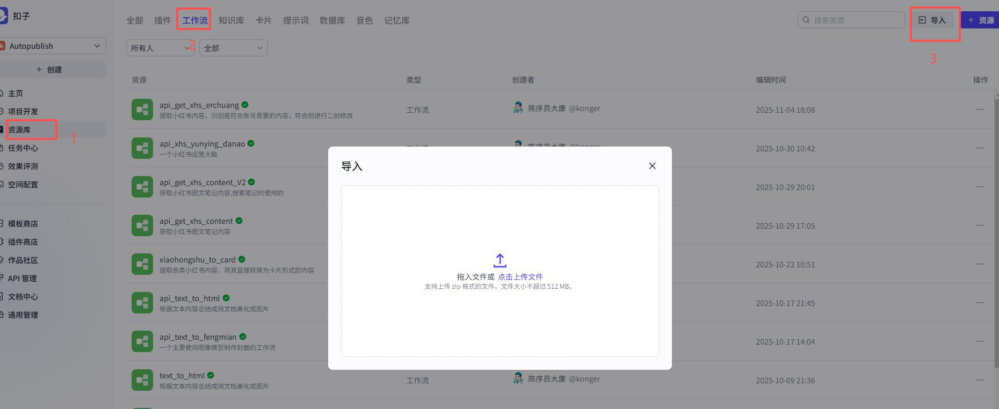 扣子
Autopublish
+ 创建
主页
项目开发
资源库
1
任务中心
效果评测
空间配置
模板商店
插件商店
作品社区
API 管理
文档中心
通用管理
全部 插件 工作流 知识库 卡片 提示词 数据库 音色 记忆库
搜索资源
导入
+ 资源
所有人
2
全部
3
资源 类型 创建者 编辑时间 操作
api_get_xhs_erchuang
提取小红书内容，识别是符合账号需要的内容，符合则进行二创修改
工作流 陈序员大康 @konger 2025-11-04 18:08
api_xhs_yunying_danao
一个小红书运营大脑
工作流 陈序员大康 @konger 2025-10-30 10:42
api_get_xhs_content_V2
获取小红书图文笔记内容,搜索笔记时使用的
2025-10-29 20:01
api_get_xhs_content
获取小红书图文笔记内容
2025-10-29 17:05
xiaohongshu_to_card
提取各类小红书内容，将其直接转换为卡片形式的内容
2025-10-22 10:51
api_text_to_html
根据文本内容总结成用文档美化成图片
2025-10-17 21:45
api_text_to_fengmian
一个主要使用图像模型制作封面的工作流
2025-10-17 14:04
text_to_html
根据文本内容总结成用文档美化成图片
工作流 陈序员大康 @konger 2025-10-09 21:36
导入
拖入文件或 点击上传文件
支持上传 zip 格式的文件。文件大小不超过 512 MB。